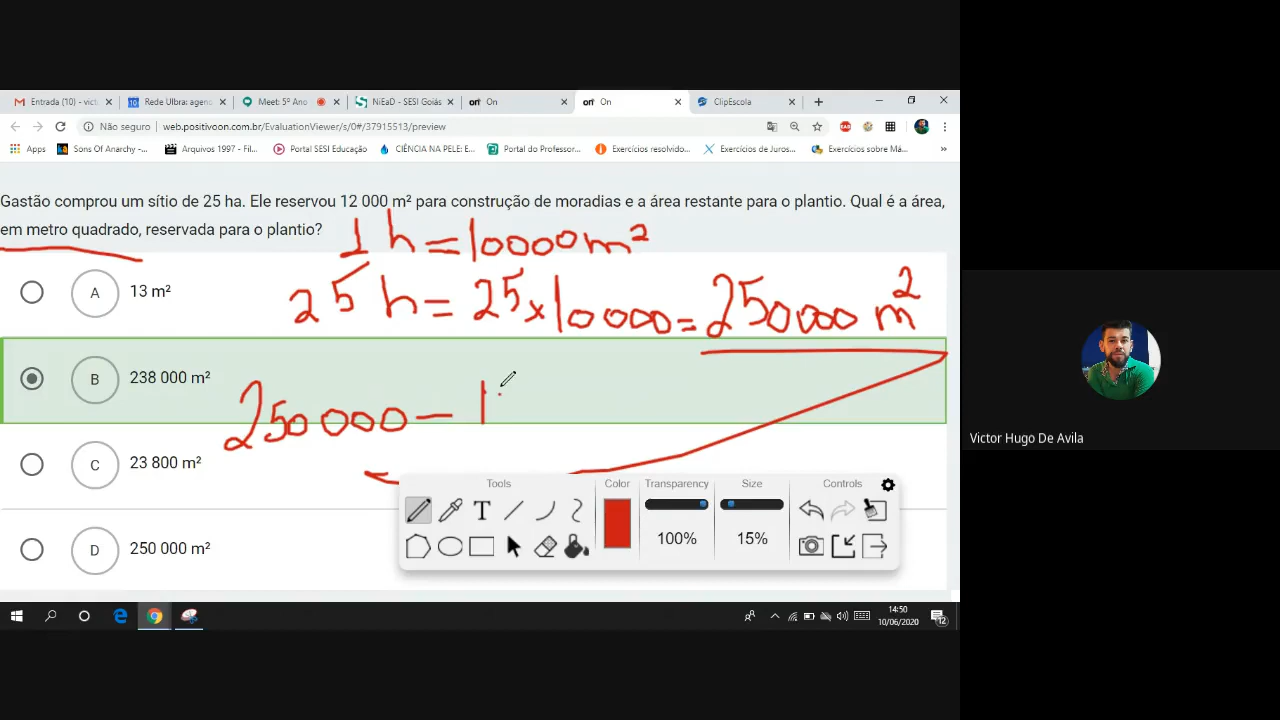 Entrada (10) - vict
Rede Ulbra: agen
Meet: 5º Ano
NiEaD - SESI Goiás
On
On
ClipEscola
Não seguro
web.positivoon.com.br/EvaluationViewer/s/0#/37915513/preview
Apps
Sons Of Anarchy -...
Arquivos 1997 - Fil...
Portal SESI Educação
CIÊNCIA NA PELE: E...
Portal do Professor...
Exercícios resolvido...
Exercícios de Juros...
Exercícios sobre Má...
Gastão comprou um sítio de 25 ha. Ele reservou 12 000 m² para construção de moradias e a área restante para o plantio. Qual é a área,
em metro quadrado, reservada para o plantio?
1 h = 10000 m²
A 13 m²
25 h = 25 x 10000 = 250000 m²
B 238 000 m²
250000 - 1
C 23 800 m²
D 250 000 m²
Tools
Color
Transparency
Size
Controls
T
100%
15%
14:50
10/06/2020
12
Victor Hugo De Avila